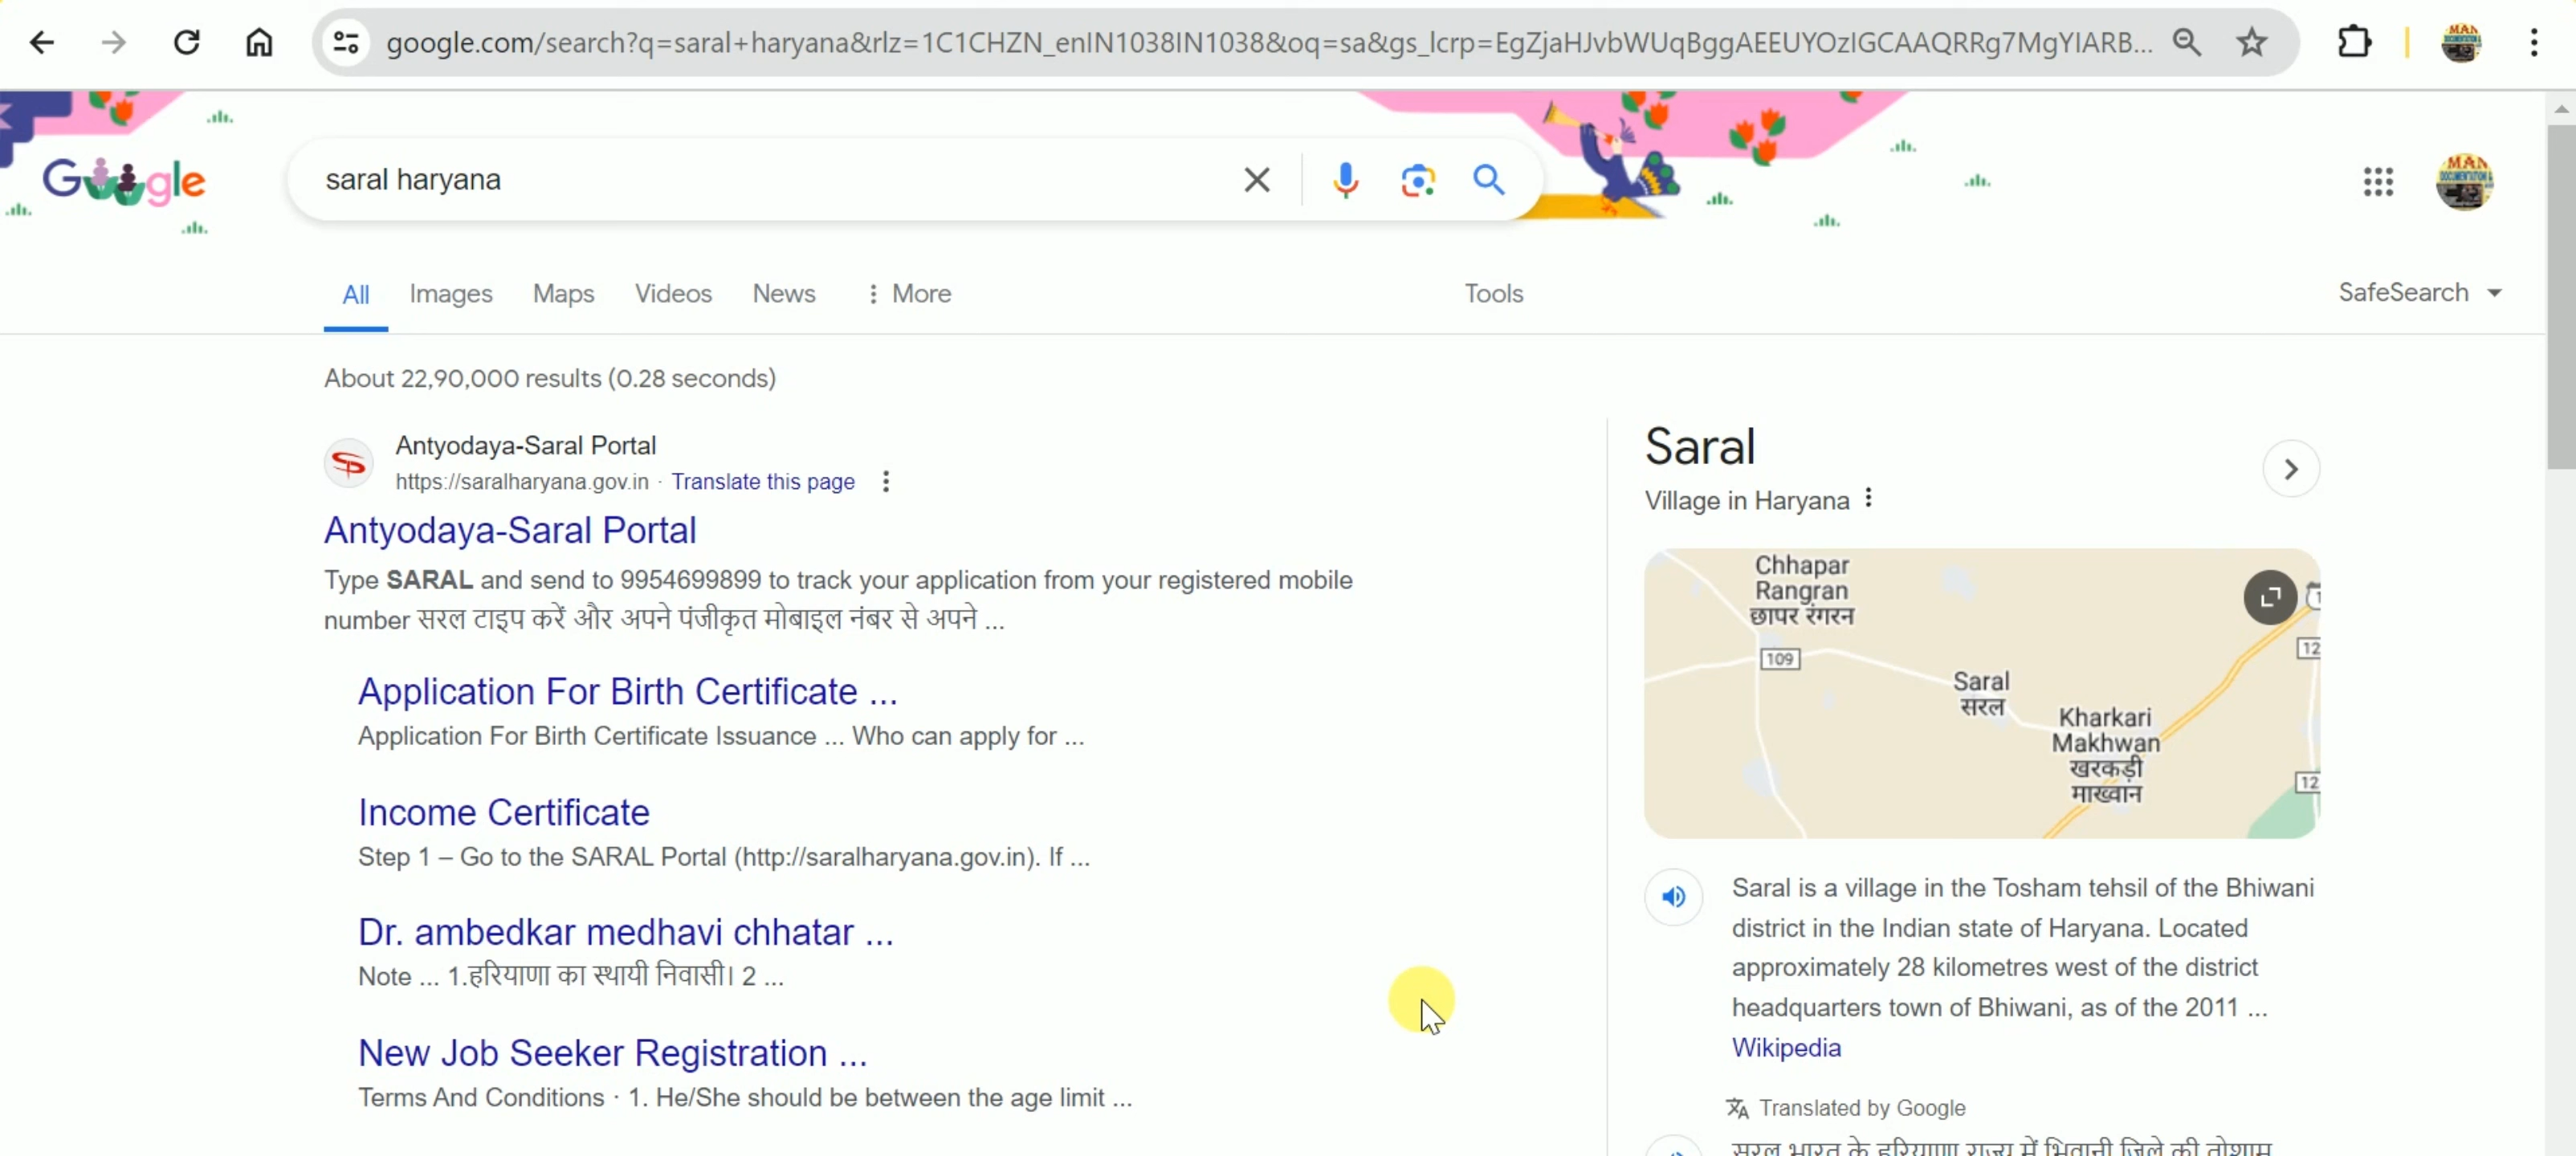 google.com/search?q=saral+haryana&rlz=1C1CHZN_enIN1038IN1038&oq=sa&gs_lcrp=EgZjaHJvbWUqBggAEEUYOzIGCAAQRRg7MgYIARB...
Google
saral haryana
All Images Maps Videos News More Tools SafeSearch
About 22,90,000 results (0.28 seconds)
Antyodaya-Saral Portal
https://saralharyana.gov.in · Translate this page
Antyodaya-Saral Portal
Type SARAL and send to 9954699899 to track your application from your registered mobile
number सरल टाइप करें और अपने पंजीकृत मोबाइल नंबर से अपने ...
Application For Birth Certificate ...
Application For Birth Certificate Issuance ... Who can apply for ...
Income Certificate
Step 1 – Go to the SARAL Portal (http://saralharyana.gov.in). If ...
Dr. ambedkar medhavi chhatar ...
Note ... 1.हरियाणा का स्थायी निवासी। 2 ...
New Job Seeker Registration ...
Terms And Conditions · 1. He/She should be between the age limit ...
Saral
Village in Haryana
Chhapar
Rangran
छापर रंगरन
109
12
Saral
सरल
Kharkari
Makhwan
खरकड़ी
माख्वान
12
Saral is a village in the Tosham tehsil of the Bhiwani
district in the Indian state of Haryana. Located
approximately 28 kilometres west of the district
headquarters town of Bhiwani, as of the 2011 ...
Wikipedia
Translated by Google
सरल भारत के हरियाणा राज्य में भिवानी जिले की तोशाम